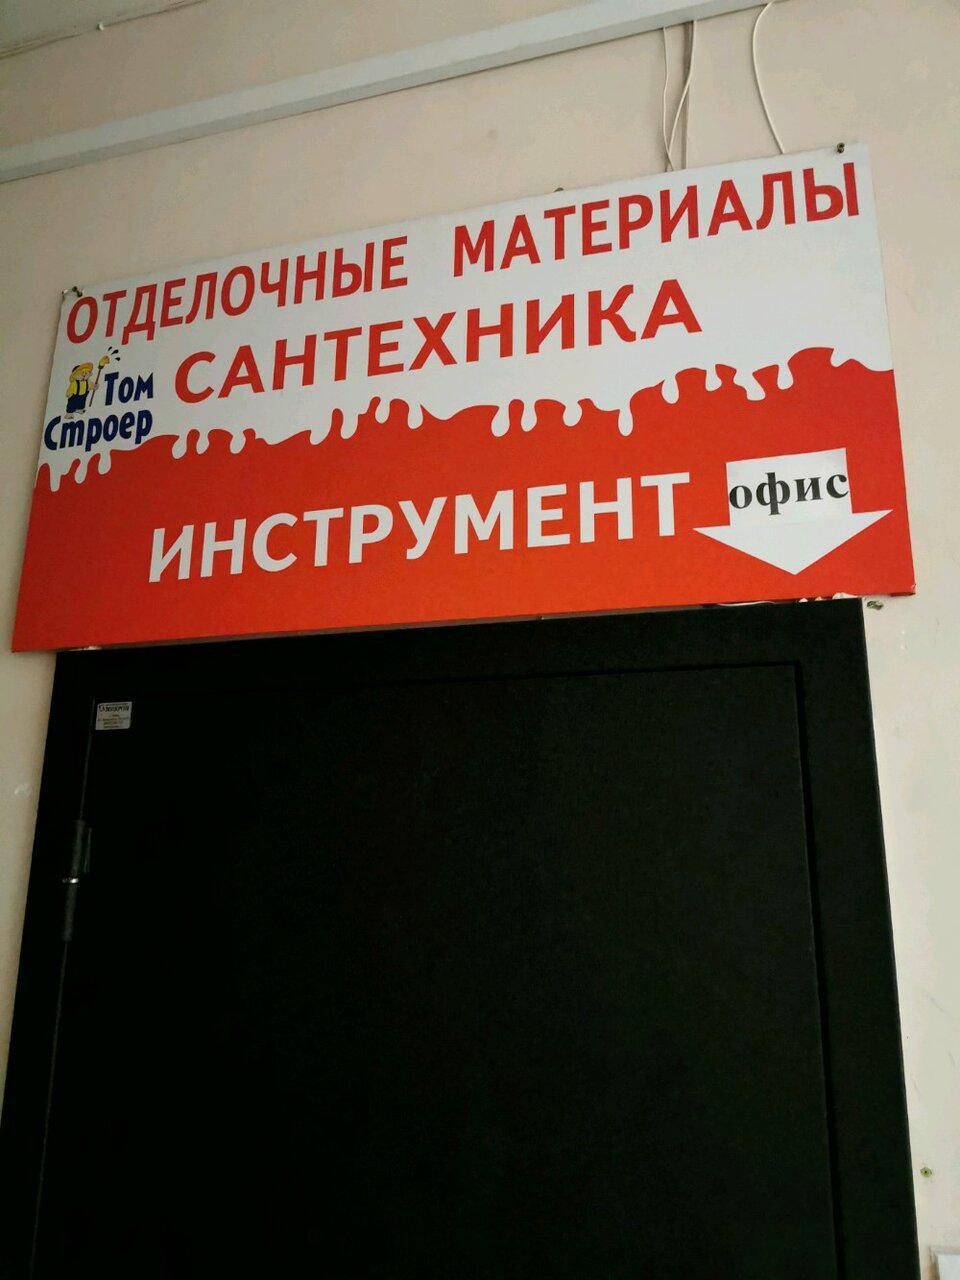 ОТДЕЛОЧНЫЕ МАТЕРИАЛЫ
САНТЕХНИКА
Том
Строер
ИНСТРУМЕНТ
офис